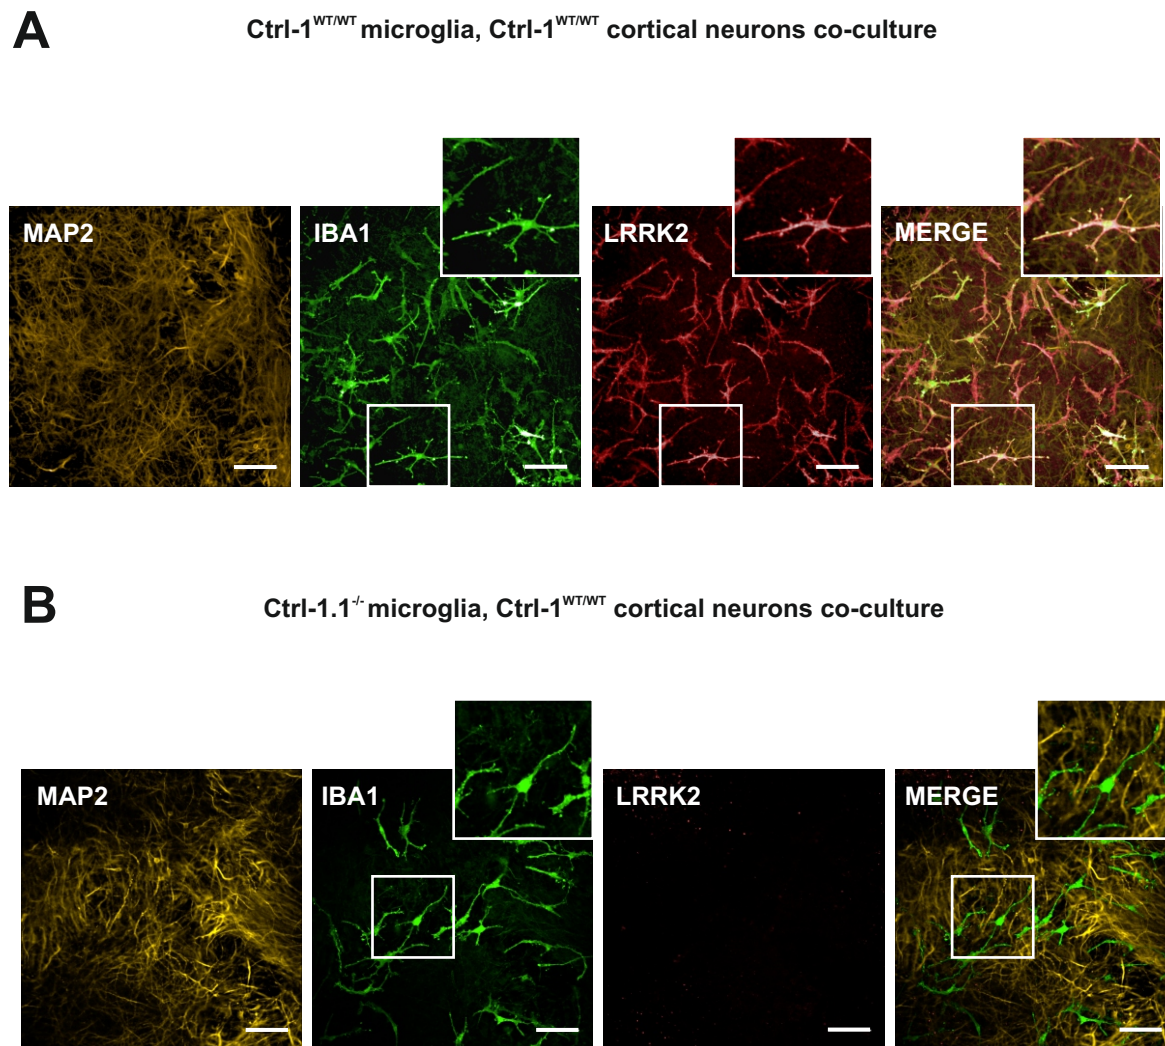 A
Ctrl-1WT/WT microglia, Ctrl-1WT/WT cortical neurons co-culture
MAP2
IBA1
LRRK2
MERGE
B
Ctrl-1.1-/- microglia, Ctrl-1WT/WT cortical neurons co-culture
MAP2
IBA1
LRRK2
MERGE